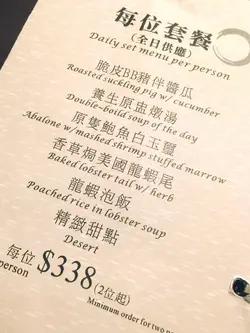 每位套餐
(全日供應)
Daily set menu per person
脆皮BB豬伴醬瓜
Roasted suckling pig w/ cucumber
養生原盅燉湯
Double-boild soup of the day
原隻鮑魚白玉璽
Abalone w/mashed shrimp stuffed marrow
香草焗美國龍蝦尾
Baked lobster tail w/ herb
龍蝦泡飯
Poached rice in lobster soup
精緻甜點
Desert
每位 $338 (2位起)
person
Minimum order for two